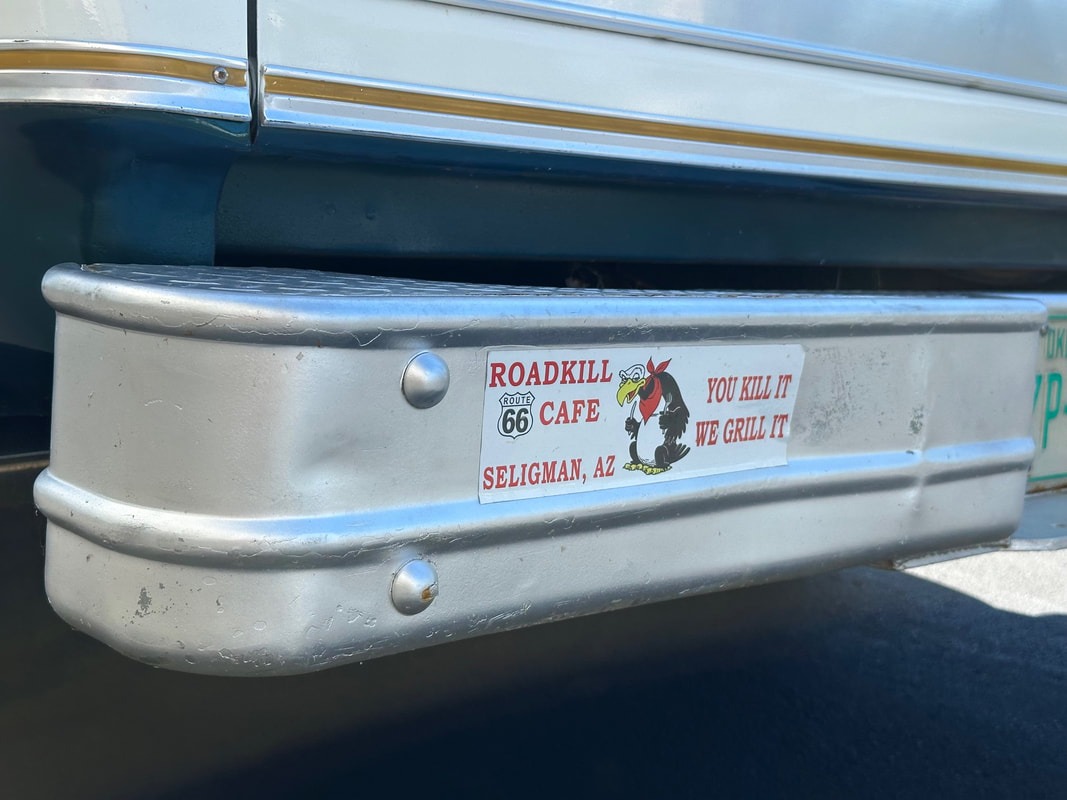 ROADKILL
ROUTE
66
CAFE
SELIGMAN, AZ
YOU KILL IT
WE GRILL IT